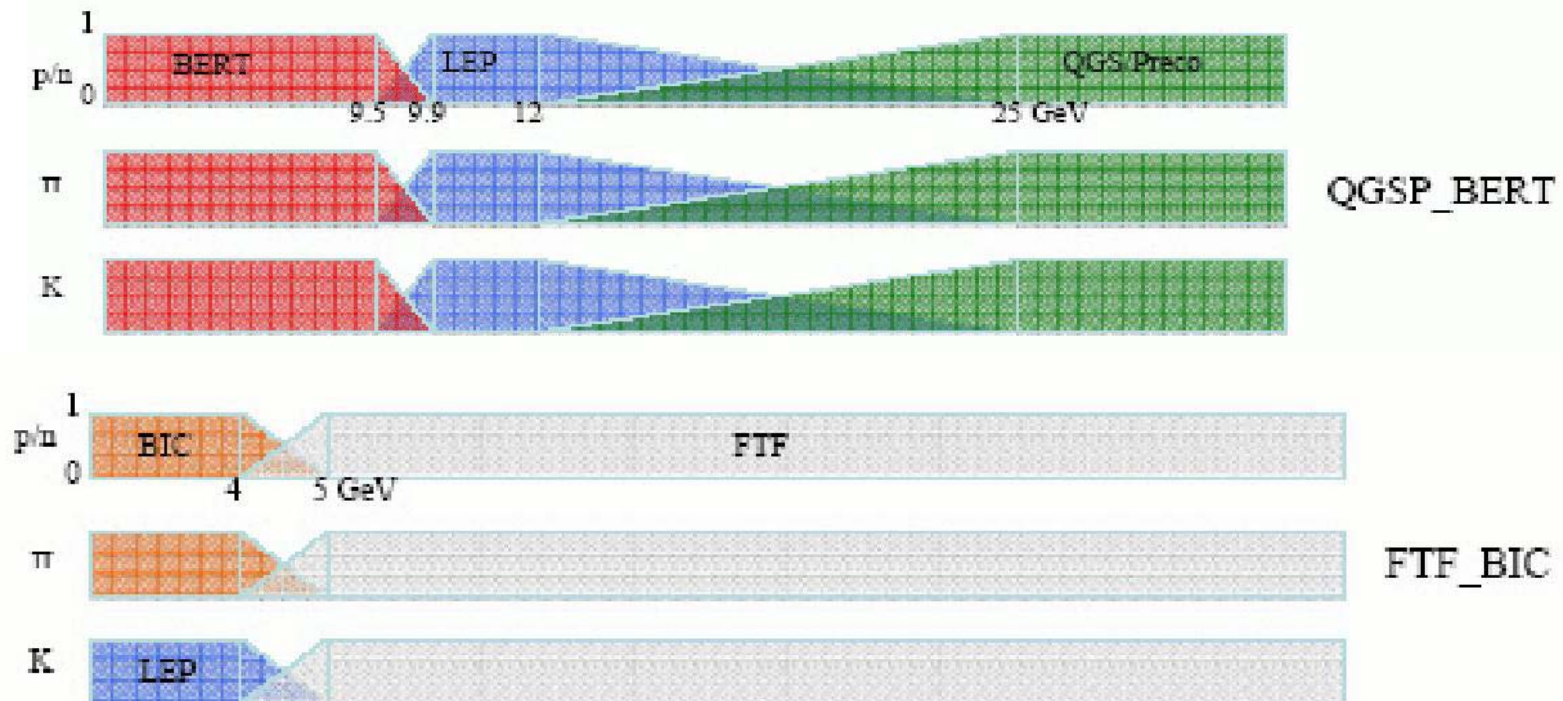 1
p/n BERT LEP QGS/Preco
0
9.5 9.9 12 25 GeV
π QGSP_BERT
K
1
p/n BIC FTF
0
4 5 GeV
π FTF_BIC
K LEP